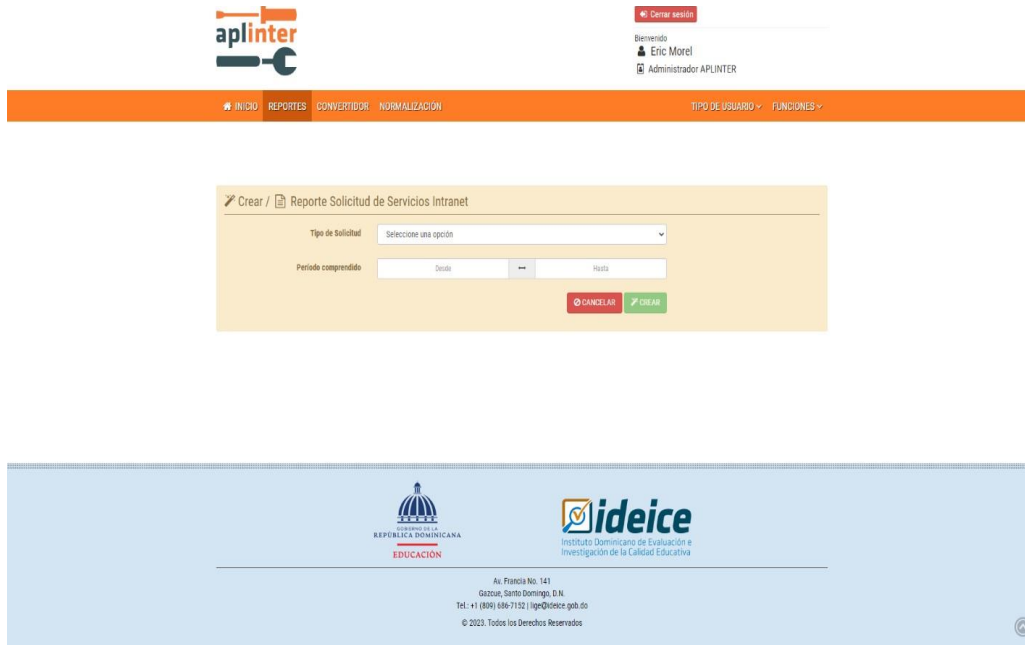 aplinter
Cerrar sesión
Bienvenido
Eric Morel
Administrador APLINTER
INICIO REPORTES CONVERTIDOR NORMALIZACIÓN TIPO DE USUARIO FUNCIONES
Crear / Reporte Solicitud de Servicios Intranet
Tipo de Solicitud Seleccione una opción
Periodo comprendido Desde Hasta
CANCELAR CREAR
GOBIERNO DE LA
REPÚBLICA DOMINICANA
EDUCACIÓN
ideice
Instituto Dominicano de Evaluación e
Investigación de la Calidad Educativa
Av. Francia No. 141
Gazcue, Santo Domingo, D.N.
Tel.: +1 (809) 686-7152 | lige@ideice.gob.do
© 2023. Todos los Derechos Reservados